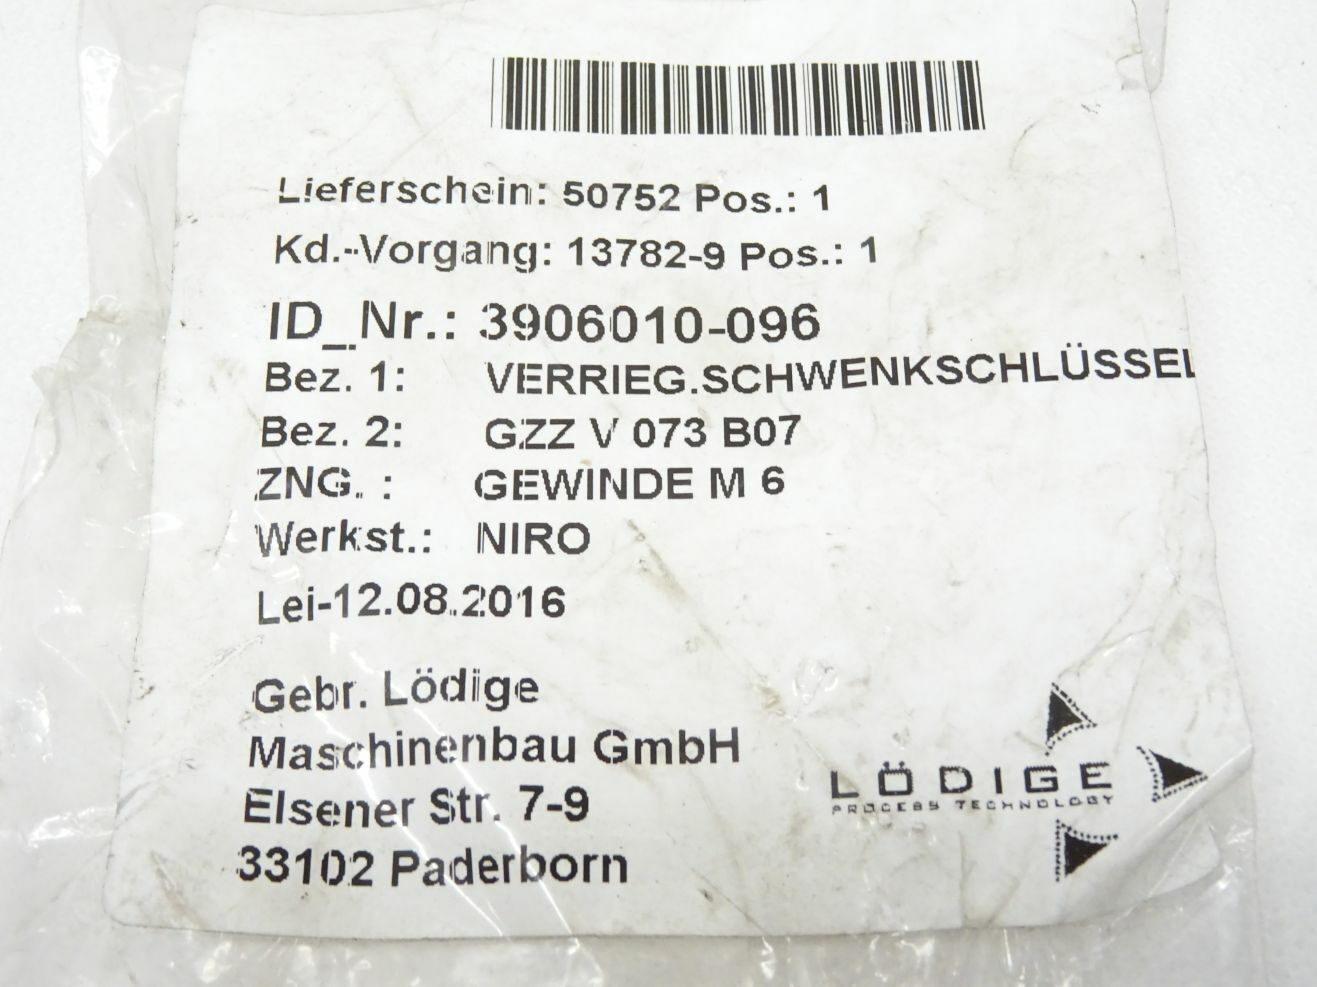 Lieferschein: 50752 Pos.: 1
Kd.-Vorgang: 13782-9 Pos.: 1
ID_Nr.: 3906010-096
Bez. 1: VERRIEG.SCHWENKSCHLÜSSEL
Bez. 2: GZZ V 073 B07
ZNG. : GEWINDE M 6
Werkst.: NIRO
Lei-12.08.2016
Gebr. Lödige
Maschinenbau GmbH
Elsener Str. 7-9
33102 Paderborn
LÖDIGE
PROCESS TECHNOLOGY